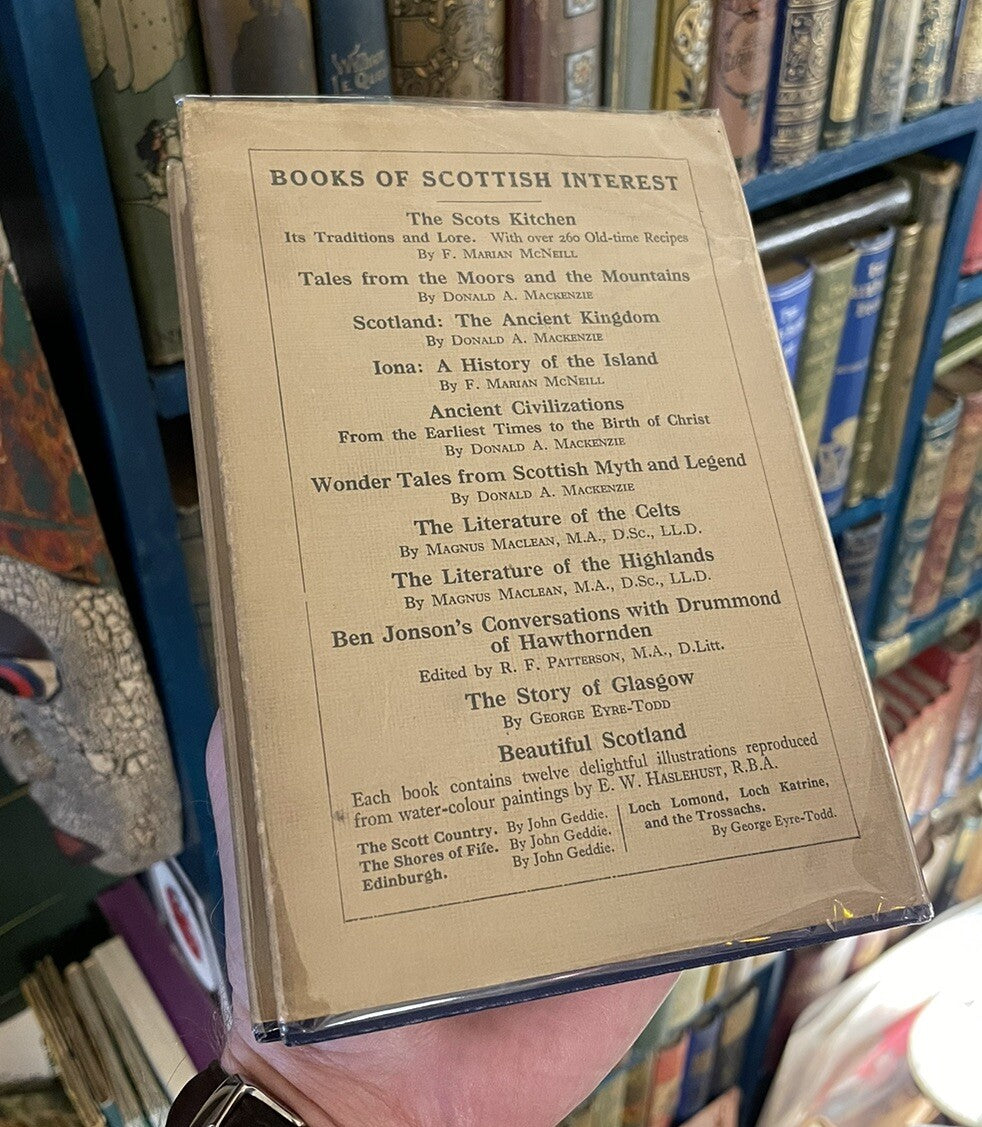 BOOKS OF SCOTTISH INTEREST
The Scots Kitchen
Its Traditions and Lore. With over 260 Old-time Recipes
By F. MARIAN MCNEILL
Tales from the Moors and the Mountains
By DONALD A. MACKENZIE
Scotland: The Ancient Kingdom
By DONALD A. MACKENZIE
Iona: A History of the Island
By F. MARIAN MCNEILL
Ancient Civilizations
From the Earliest Times to the Birth of Christ
By DONALD A. MACKENZIE
Wonder Tales from Scottish Myth and Legend
By DONALD A. MACKENZIE
The Literature of the Celts
By MAGNUS MACLEAN, M.A., D.Sc., LL.D.
The Literature of the Highlands
By MAGNUS MACLEAN, M.A., D.Sc., LL.D.
Ben Jonson's Conversations with Drummond
of Hawthornden
Edited by R. F. PATTERSON, M.A., D.Litt.
The Story of Glasgow
By GEORGE EYRE-TODD
Beautiful Scotland
Each book contains twelve delightful illustrations reproduced
from water-colour paintings by E. W. HASLEHUST, R.B.A.
The Scott Country. By John Geddie.
The Shores of Fife. By John Geddie.
Edinburgh. By John Geddie.
Loch Lomond, Loch Katrine,
and the Trossachs.
By George Eyre-Todd.